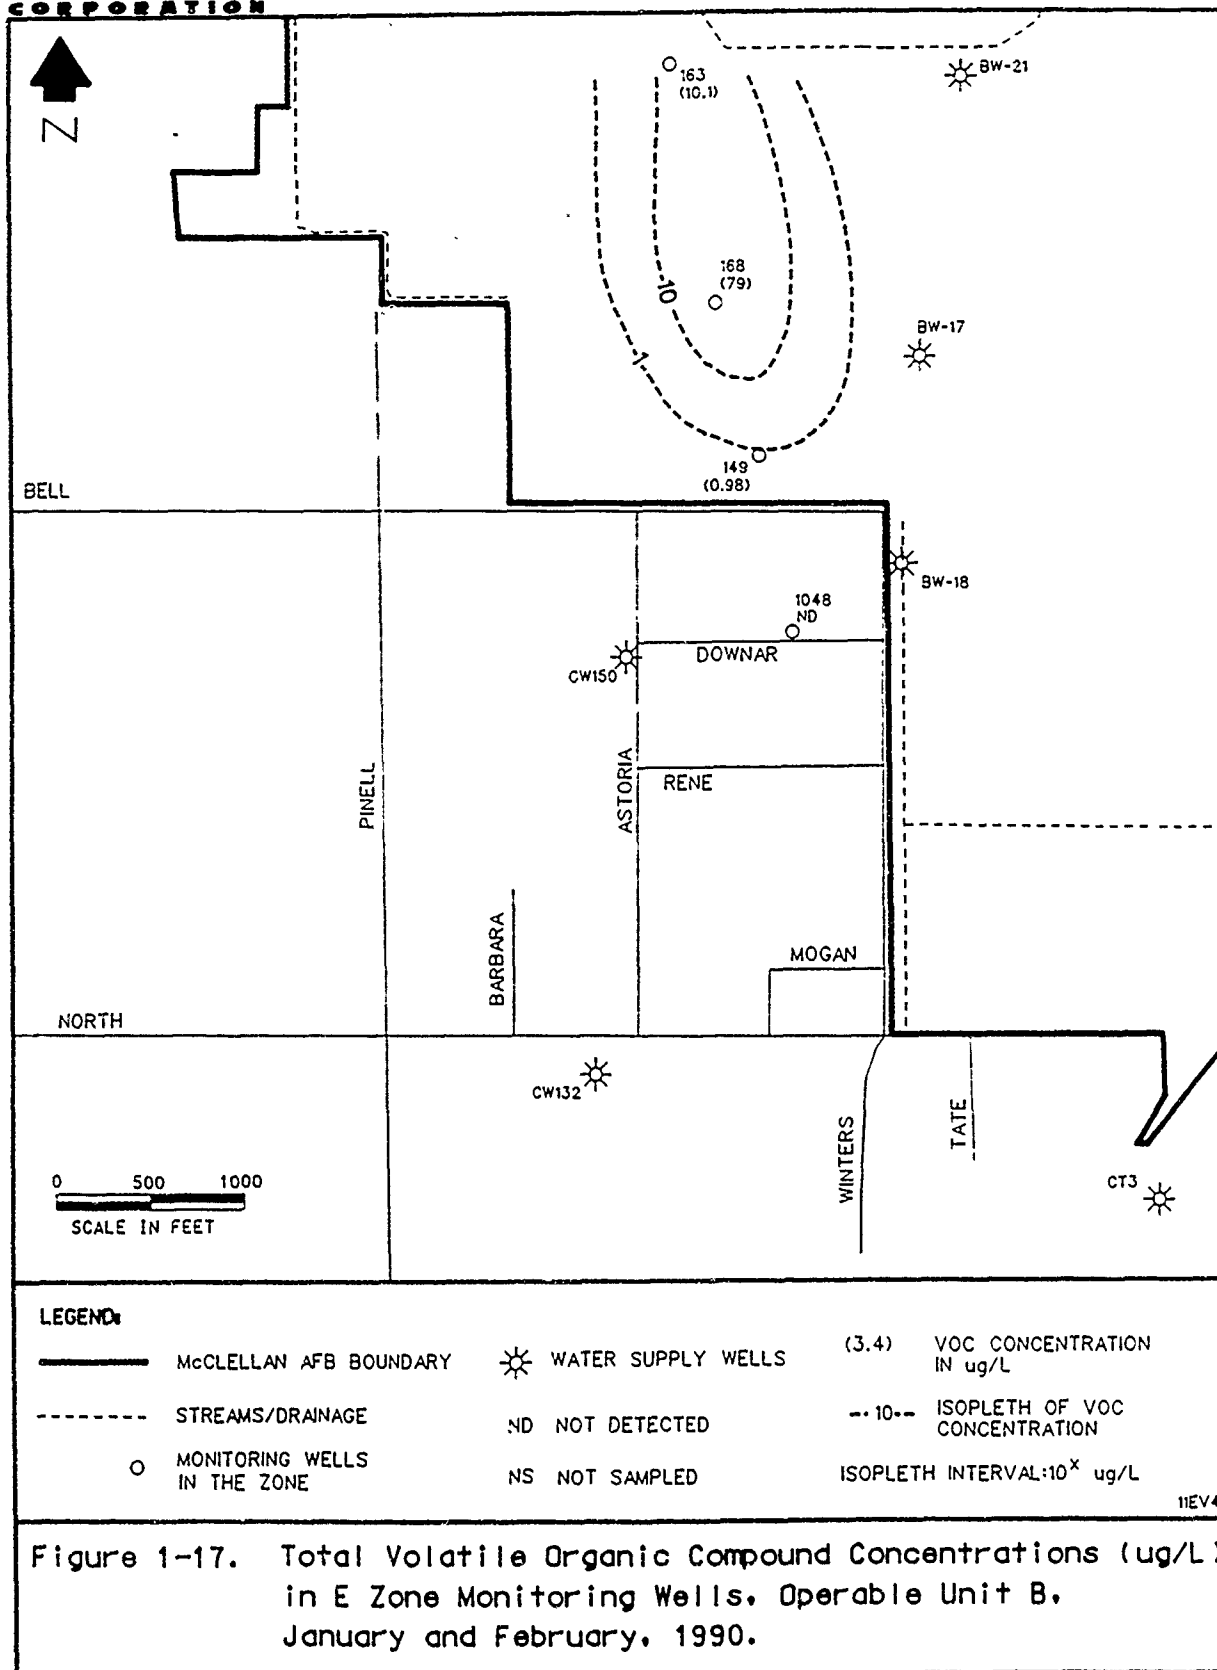 CORPORATION
N
163
(10.1)
BW-21
168
(79)
10
1
BW-17
149
(0.98)
BELL
BW-18
1048
ND
DOWNAR
CW150
RENE
PINELL
ASTORIA
BARBARA
MOGAN
NORTH
CW132
WINTERS
TATE
CT3
0 500 1000
SCALE IN FEET
LEGEND:
McCLELLAN AFB BOUNDARY
STREAMS/DRAINAGE
MONITORING WELLS
IN THE ZONE
WATER SUPPLY WELLS
ND NOT DETECTED
NS NOT SAMPLED
(3.4) VOC CONCENTRATION
IN ug/L
10 ISOPLETH OF VOC
CONCENTRATION
ISOPLETH INTERVAL:10^x ug/L
11EV4
Figure 1-17. Total Volatile Organic Compound Concentrations (ug/L)
in E Zone Monitoring Wells, Operable Unit B,
January and February, 1990.